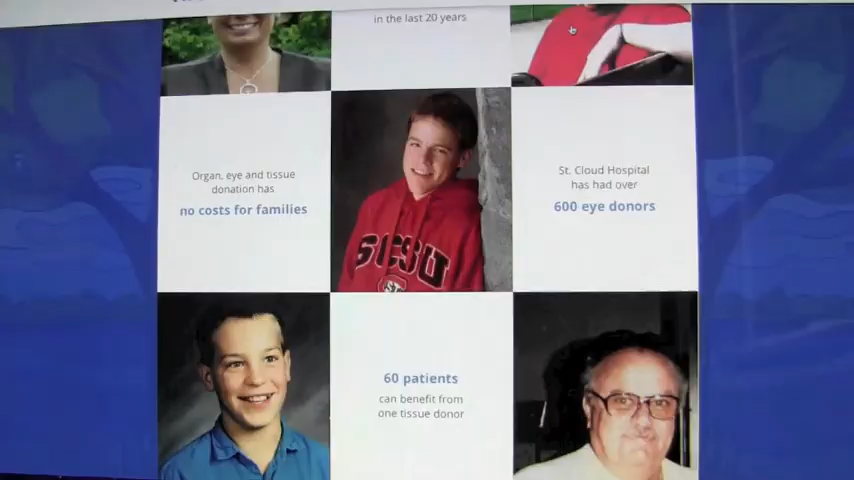 in the last 20 years
Organ, eye and tissue
donation has
no costs for families
SCSU
St. Cloud Hospital
has had over
600 eye donors
60 patients
can benefit from
one tissue donor